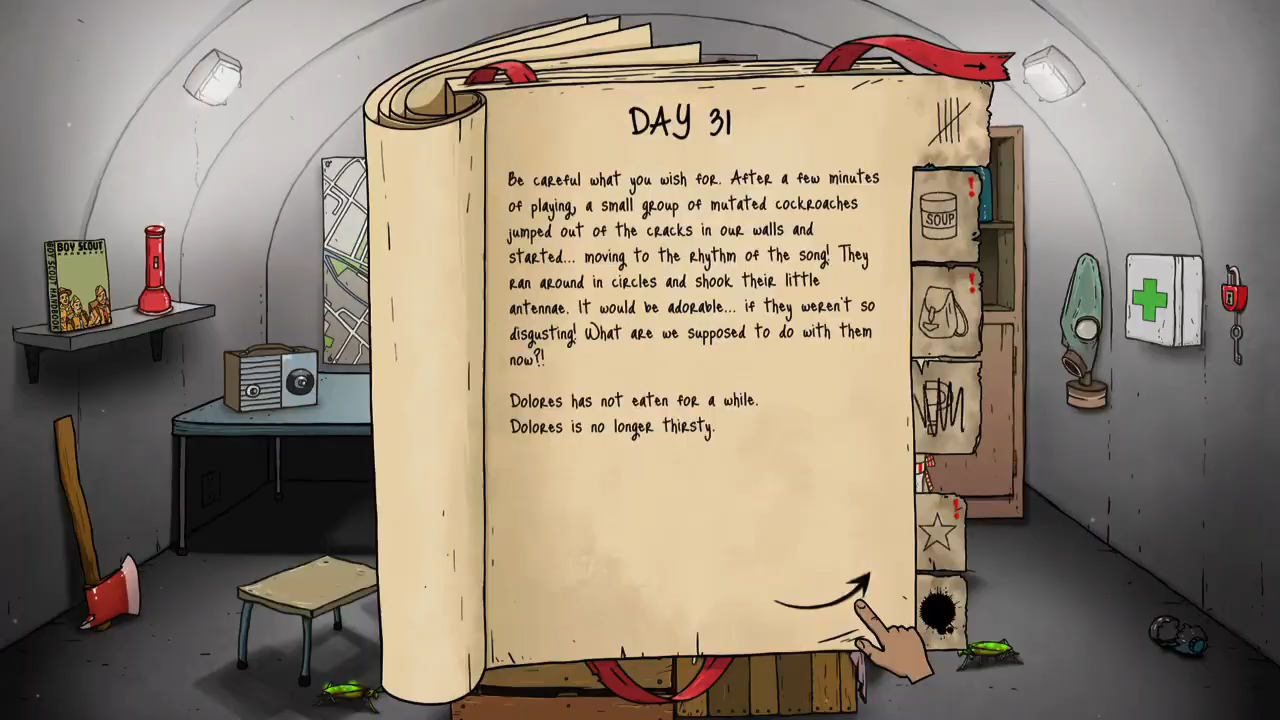 DAY 31
Be careful what you wish for. After a few minutes
of playing, a small group of mutated cockroaches
jumped out of the cracks in our walls and
started... moving to the rhythm of the song! They
ran around in circles and shook their little
antennae. It would be adorable... if they weren't so
disgusting! What are we supposed to do with them
now?!
Dolores has not eaten for a while.
Dolores is no longer thirsty.
SOUP
BOY SCOUT
HANDBOOK
BOY SCOUT HANDBOOK